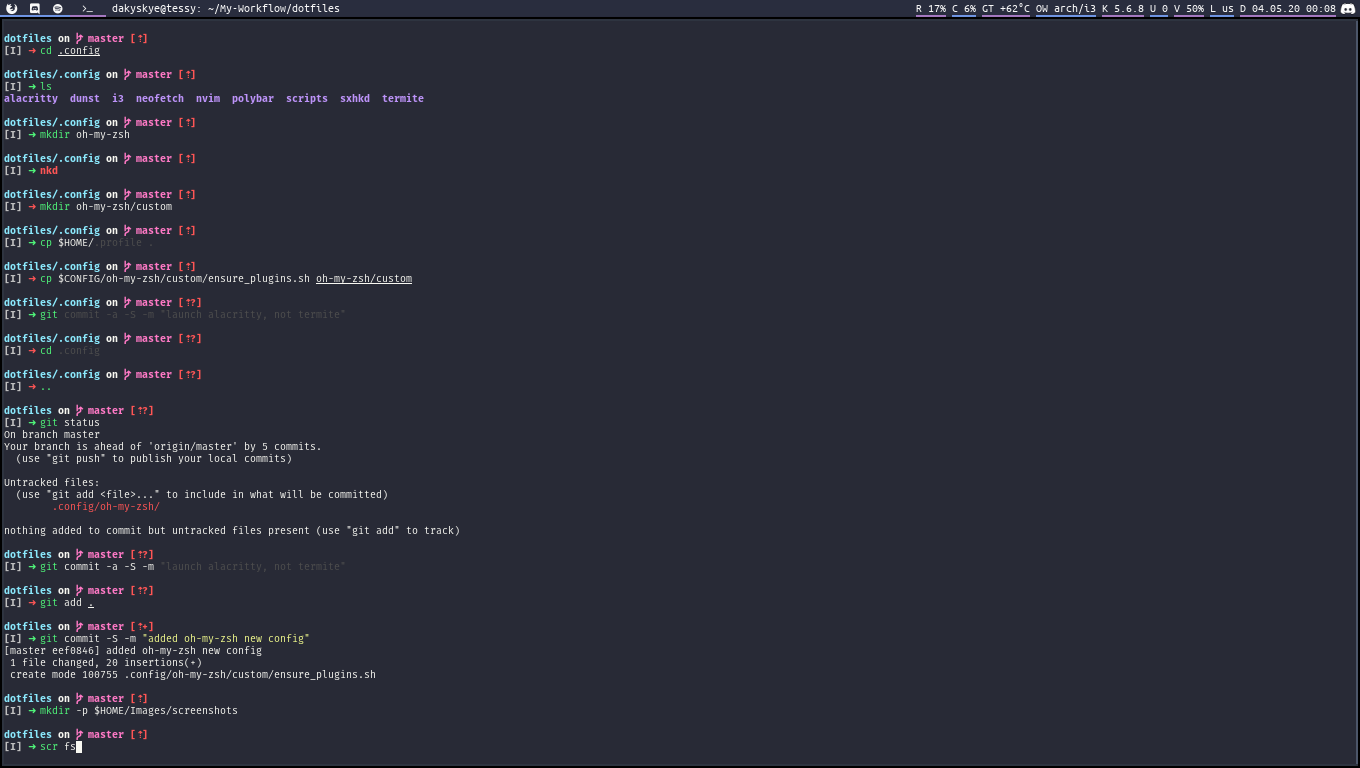 >_ dakyskye@tessy: ~/My-Workflow/dotfiles R 17% C 6% GT +62°C OW arch/i3 K 5.6.8 U 0 V 50% L us D 04.05.20 00:08
dotfiles on master [↑]
[I] → cd .config
dotfiles/.config on master [↑]
[I] → ls
alacritty dunst i3 neofetch nvim polybar scripts sxhkd termite
dotfiles/.config on master [↑]
[I] → mkdir oh-my-zsh
dotfiles/.config on master [↑]
[I] → nkd
dotfiles/.config on master [↑]
[I] → mkdir oh-my-zsh/custom
dotfiles/.config on master [↑]
[I] → cp $HOME/.profile .
dotfiles/.config on master [↑]
[I] → cp $CONFIG/oh-my-zsh/custom/ensure_plugins.sh oh-my-zsh/custom
dotfiles/.config on master [↑?]
[I] → git commit -a -S -m "launch alacritty, not termite"
dotfiles/.config on master [↑?]
[I] → cd .config
dotfiles/.config on master [↑?]
[I] → ..
dotfiles on master [↑?]
[I] → git status
On branch master
Your branch is ahead of 'origin/master' by 5 commits.
(use "git push" to publish your local commits)
Untracked files:
(use "git add <file>..." to include in what will be committed)
.config/oh-my-zsh/
nothing added to commit but untracked files present (use "git add" to track)
dotfiles on master [↑?]
[I] → git commit -a -S -m "launch alacritty, not termite"
dotfiles on master [↑?]
[I] → git add .
dotfiles on master [↑+]
[I] → git commit -S -m "added oh-my-zsh new config"
[master eef0846] added oh-my-zsh new config
1 file changed, 20 insertions(+)
create mode 100755 .config/oh-my-zsh/custom/ensure_plugins.sh
dotfiles on master [↑]
[I] → mkdir -p $HOME/Images/screenshots
dotfiles on master [↑]
[I] → scr fs